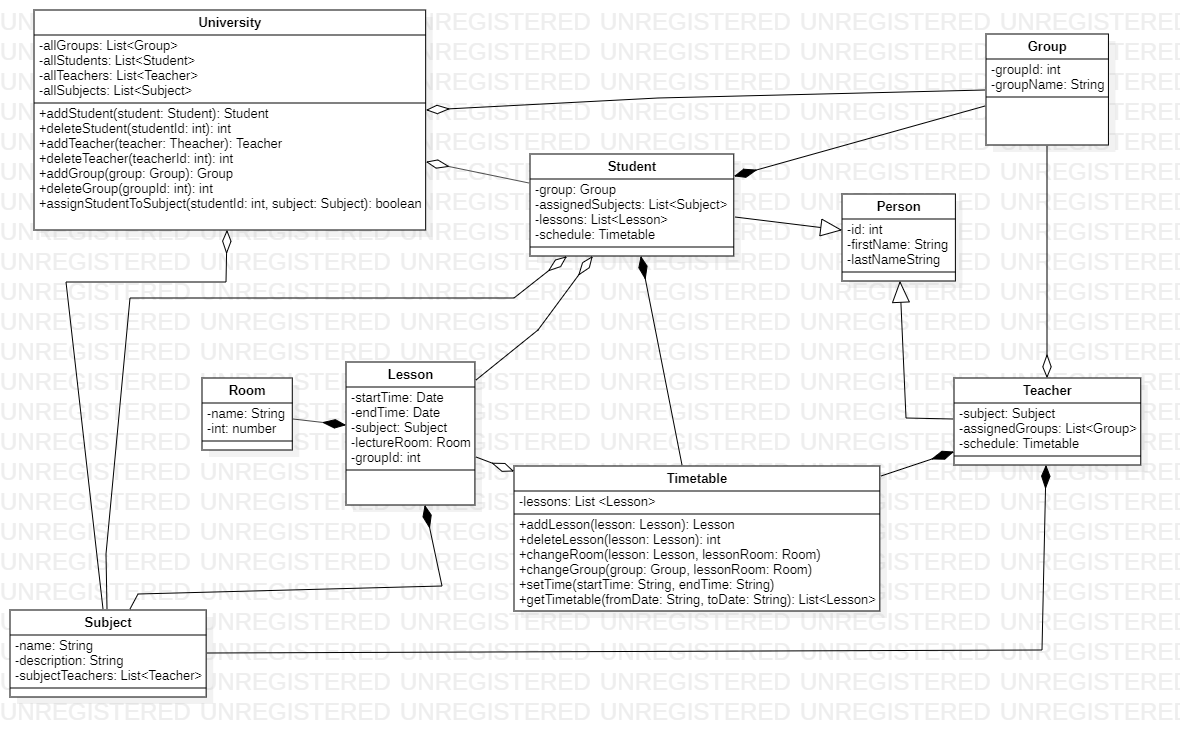 University
-allGroups: List<Group>
-allStudents: List<Student>
-allTeachers: List<Teacher>
-allSubjects: List<Subject>
+addStudent(student: Student): Student
+deleteStudent(studentId: int): int
+addTeacher(teacher: Theacher): Teacher
+deleteTeacher(teacherId: int): int
+addGroup(group: Group): Group
+deleteGroup(groupId: int): int
+assignStudentToSubject(studentId: int, subject: Subject): boolean
Group
-groupId: int
-groupName: String
Student
-group: Group
-assignedSubjects: List<Subject>
-lessons: List<Lesson>
-schedule: Timetable
Person
-id: int
-firstName: String
-lastNameString
Room
-name: String
-int: number
Lesson
-startTime: Date
-endTime: Date
-subject: Subject
-lectureRoom: Room
-groupId: int
Teacher
-subject: Subject
-assignedGroups: List<Group>
-schedule: Timetable
Timetable
-lessons: List <Lesson>
+addLesson(lesson: Lesson): Lesson
+deleteLesson(lesson: Lesson): int
+changeRoom(lesson: Lesson, lessonRoom: Room)
+changeGroup(group: Group, lessonRoom: Room)
+setTime(startTime: String, endTime: String)
+getTimetable(fromDate: String, toDate: String): List<Lesson>
Subject
-name: String
-description: String
-subjectTeachers: List<Teacher>
UNREGISTERED